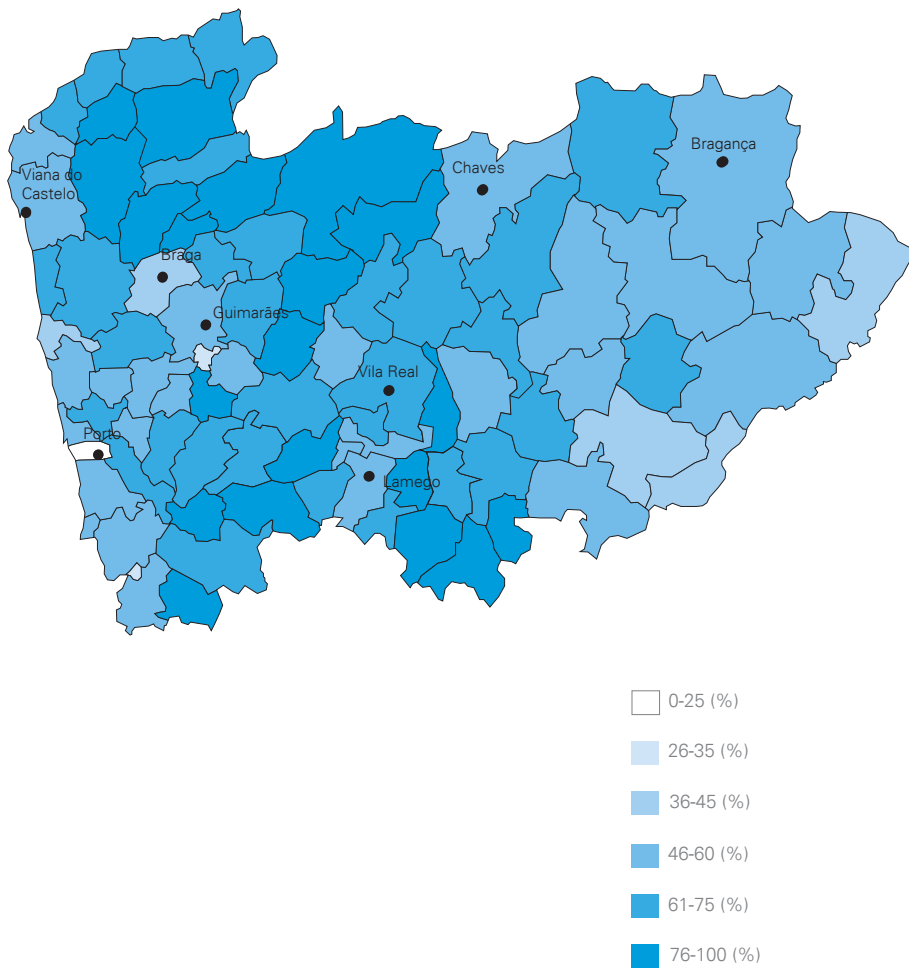 Bragança
Chaves
Viana do
Castelo
Braga
Guimarães
Vila Real
Porto
Lamego
0-25 (%)
26-35 (%)
36-45 (%)
46-60 (%)
61-75 (%)
76-100 (%)